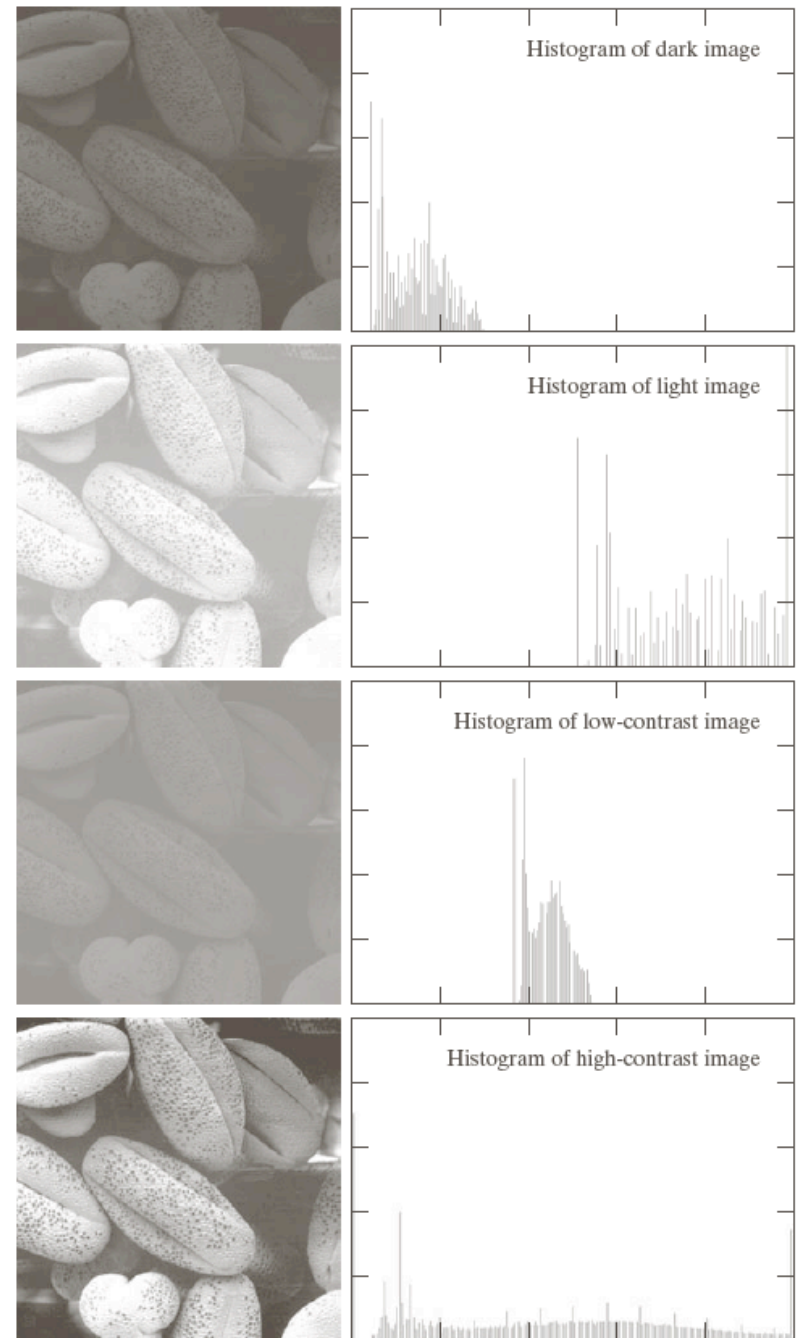 Histogram of dark image
Histogram of light image
Histogram of low-contrast image
Histogram of high-contrast image